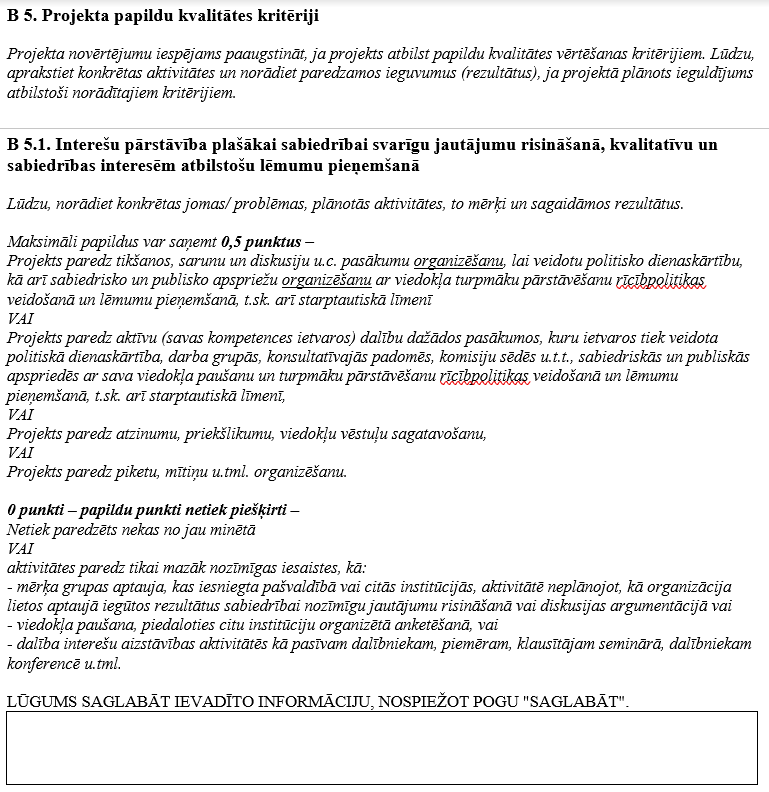 B 5. Projekta papildu kvalitātes kritēriji
Projekta novērtējumu iespējams paaugstināt, ja projekts atbilst papildu kvalitātes vērtēšanas kritērijiem. Lūdzu,
aprakstiet konkrētas aktivitātes un norādiet paredzamos ieguvumus (rezultātus), ja projektā plānots ieguldījums
atbilstoši norādītajiem kritērijiem.
B 5.1. Interešu pārstāvība plašākai sabiedrībai svarīgu jautājumu risināšanā, kvalitatīvu un
sabiedrības interesēm atbilstošu lēmumu pieņemšanā
Lūdzu, norādiet konkrētas jomas/ problēmas, plānotās aktivitātes, to mērķi un sagaidāmos rezultātus.
Maksimāli papildus var saņemt 0,5 punktus –
Projekts paredz tikšanos, sarunu un diskusiju u.c. pasākumu organizēšanu, lai veidotu politisko dienaskārtību,
kā arī sabiedrisko un publisko apspriežu organizēšanu ar viedokļa turpmāku pārstāvēšanu rīcībpolitikas
veidošanā un lēmumu pieņemšanā, t.sk. arī starptautiskā līmenī
VAI
Projekts paredz aktīvu (savas kompetences ietvaros) dalību dažādos pasākumos, kuru ietvaros tiek veidota
politiskā dienaskārtība, darba grupās, konsultatīvajās padomēs, komisiju sēdēs u.t.t., sabiedriskās un publiskās
apspriedēs ar sava viedokļa paušanu un turpmāku pārstāvēšanu rīcībpolitikas veidošanā un lēmumu
pieņemšanā, t.sk. arī starptautiskā līmenī,
VAI
Projekts paredz atzinumu, priekšlikumu, viedokļu vēstuļu sagatavošanu,
VAI
Projekts paredz piketu, mītiņu u.tml. organizēšanu.
0 punkti – papildu punkti netiek piešķirti –
Netiek paredzēts nekas no jau minētā
VAI
aktivitātes paredz tikai mazāk nozīmīgas iesaistes, kā:
- mērķa grupas aptauja, kas iesniegta pašvaldībā vai citās institūcijās, aktivitātē neplānojot, kā organizācija
lietos aptaujā iegūtos rezultātus sabiedrībai nozīmīgu jautājumu risināšanā vai diskusijas argumentācijā vai
- viedokļa paušana, piedaloties citu institūciju organizētā anketēšanā, vai
- dalība interešu aizstāvības aktivitātēs kā pasīvam dalībniekam, piemēram, klausītājam seminārā, dalībniekam
konferencē u.tml.
LŪGUMS SAGLABĀT IEVADĪTO INFORMĀCIJU, NOSPIEŽOT POGU "SAGLABĀT".